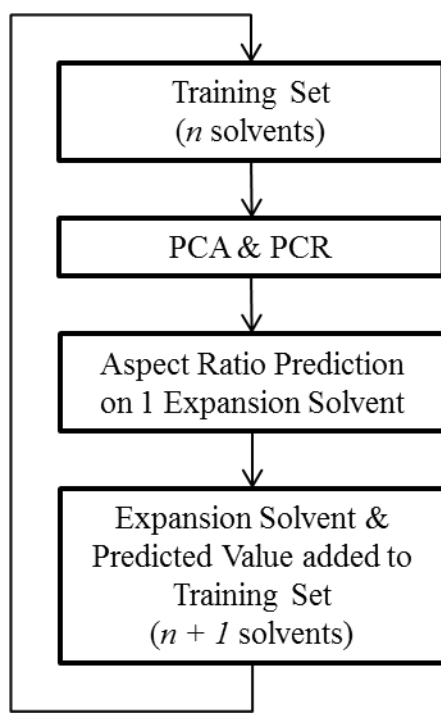 Training Set
(n solvents)
PCA & PCR
Aspect Ratio Prediction
on 1 Expansion Solvent
Expansion Solvent &
Predicted Value added to
Training Set
(n + 1 solvents)